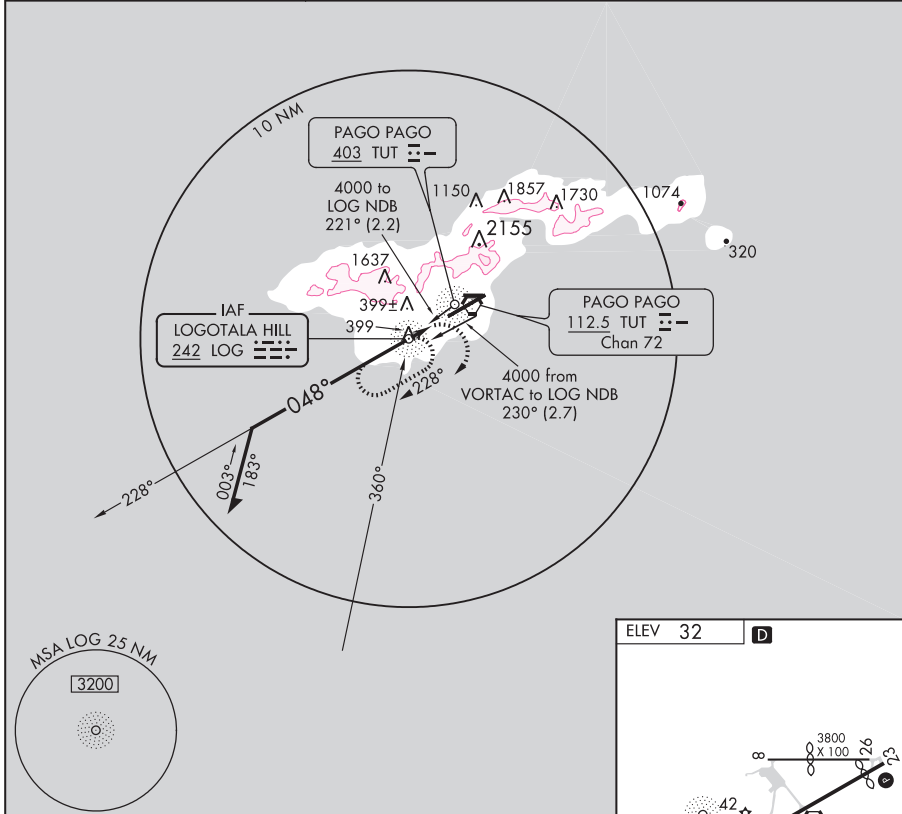 10 NM
PAGO PAGO
403 TUT
4000 to
LOG NDB
221° (2.2)
1150
1857
1730
1074
2155
320
1637
399±
399
IAF
LOGOTALA HILL
242 LOG
PAGO PAGO
112.5 TUT
Chan 72
4000 from
VORTAC to LOG NDB
230° (2.7)
048°
228°
228°
003°
183°
360°
MSA LOG 25 NM
3200
ELEV 32
D
8
3800
X 100
26
23
P
42